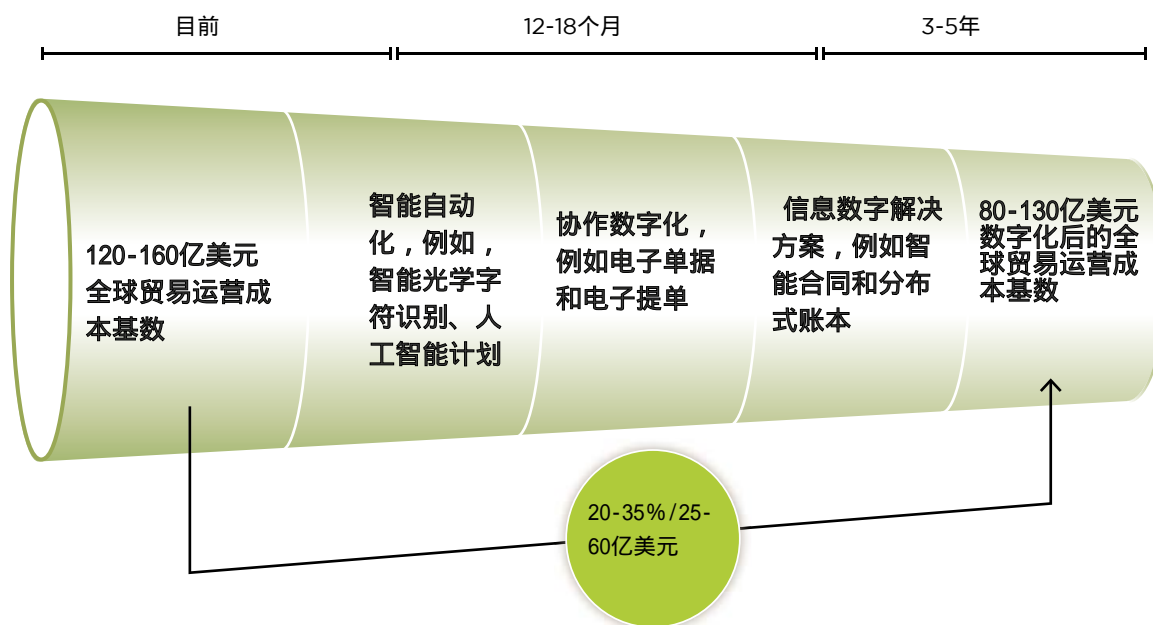 目前
12-18个月
3-5年
120-160亿美元
全球贸易运营成
本基数
智能自动
化，例如，
智能光学字
符识别、人
工智能计划
协作数字化，
例如电子单据
和电子提单
信息数字解决
方案，例如智
能合同和分布
式账本
80-130亿美元
数字化后的全
球贸易运营成
本基数
20-35%/25-
60亿美元